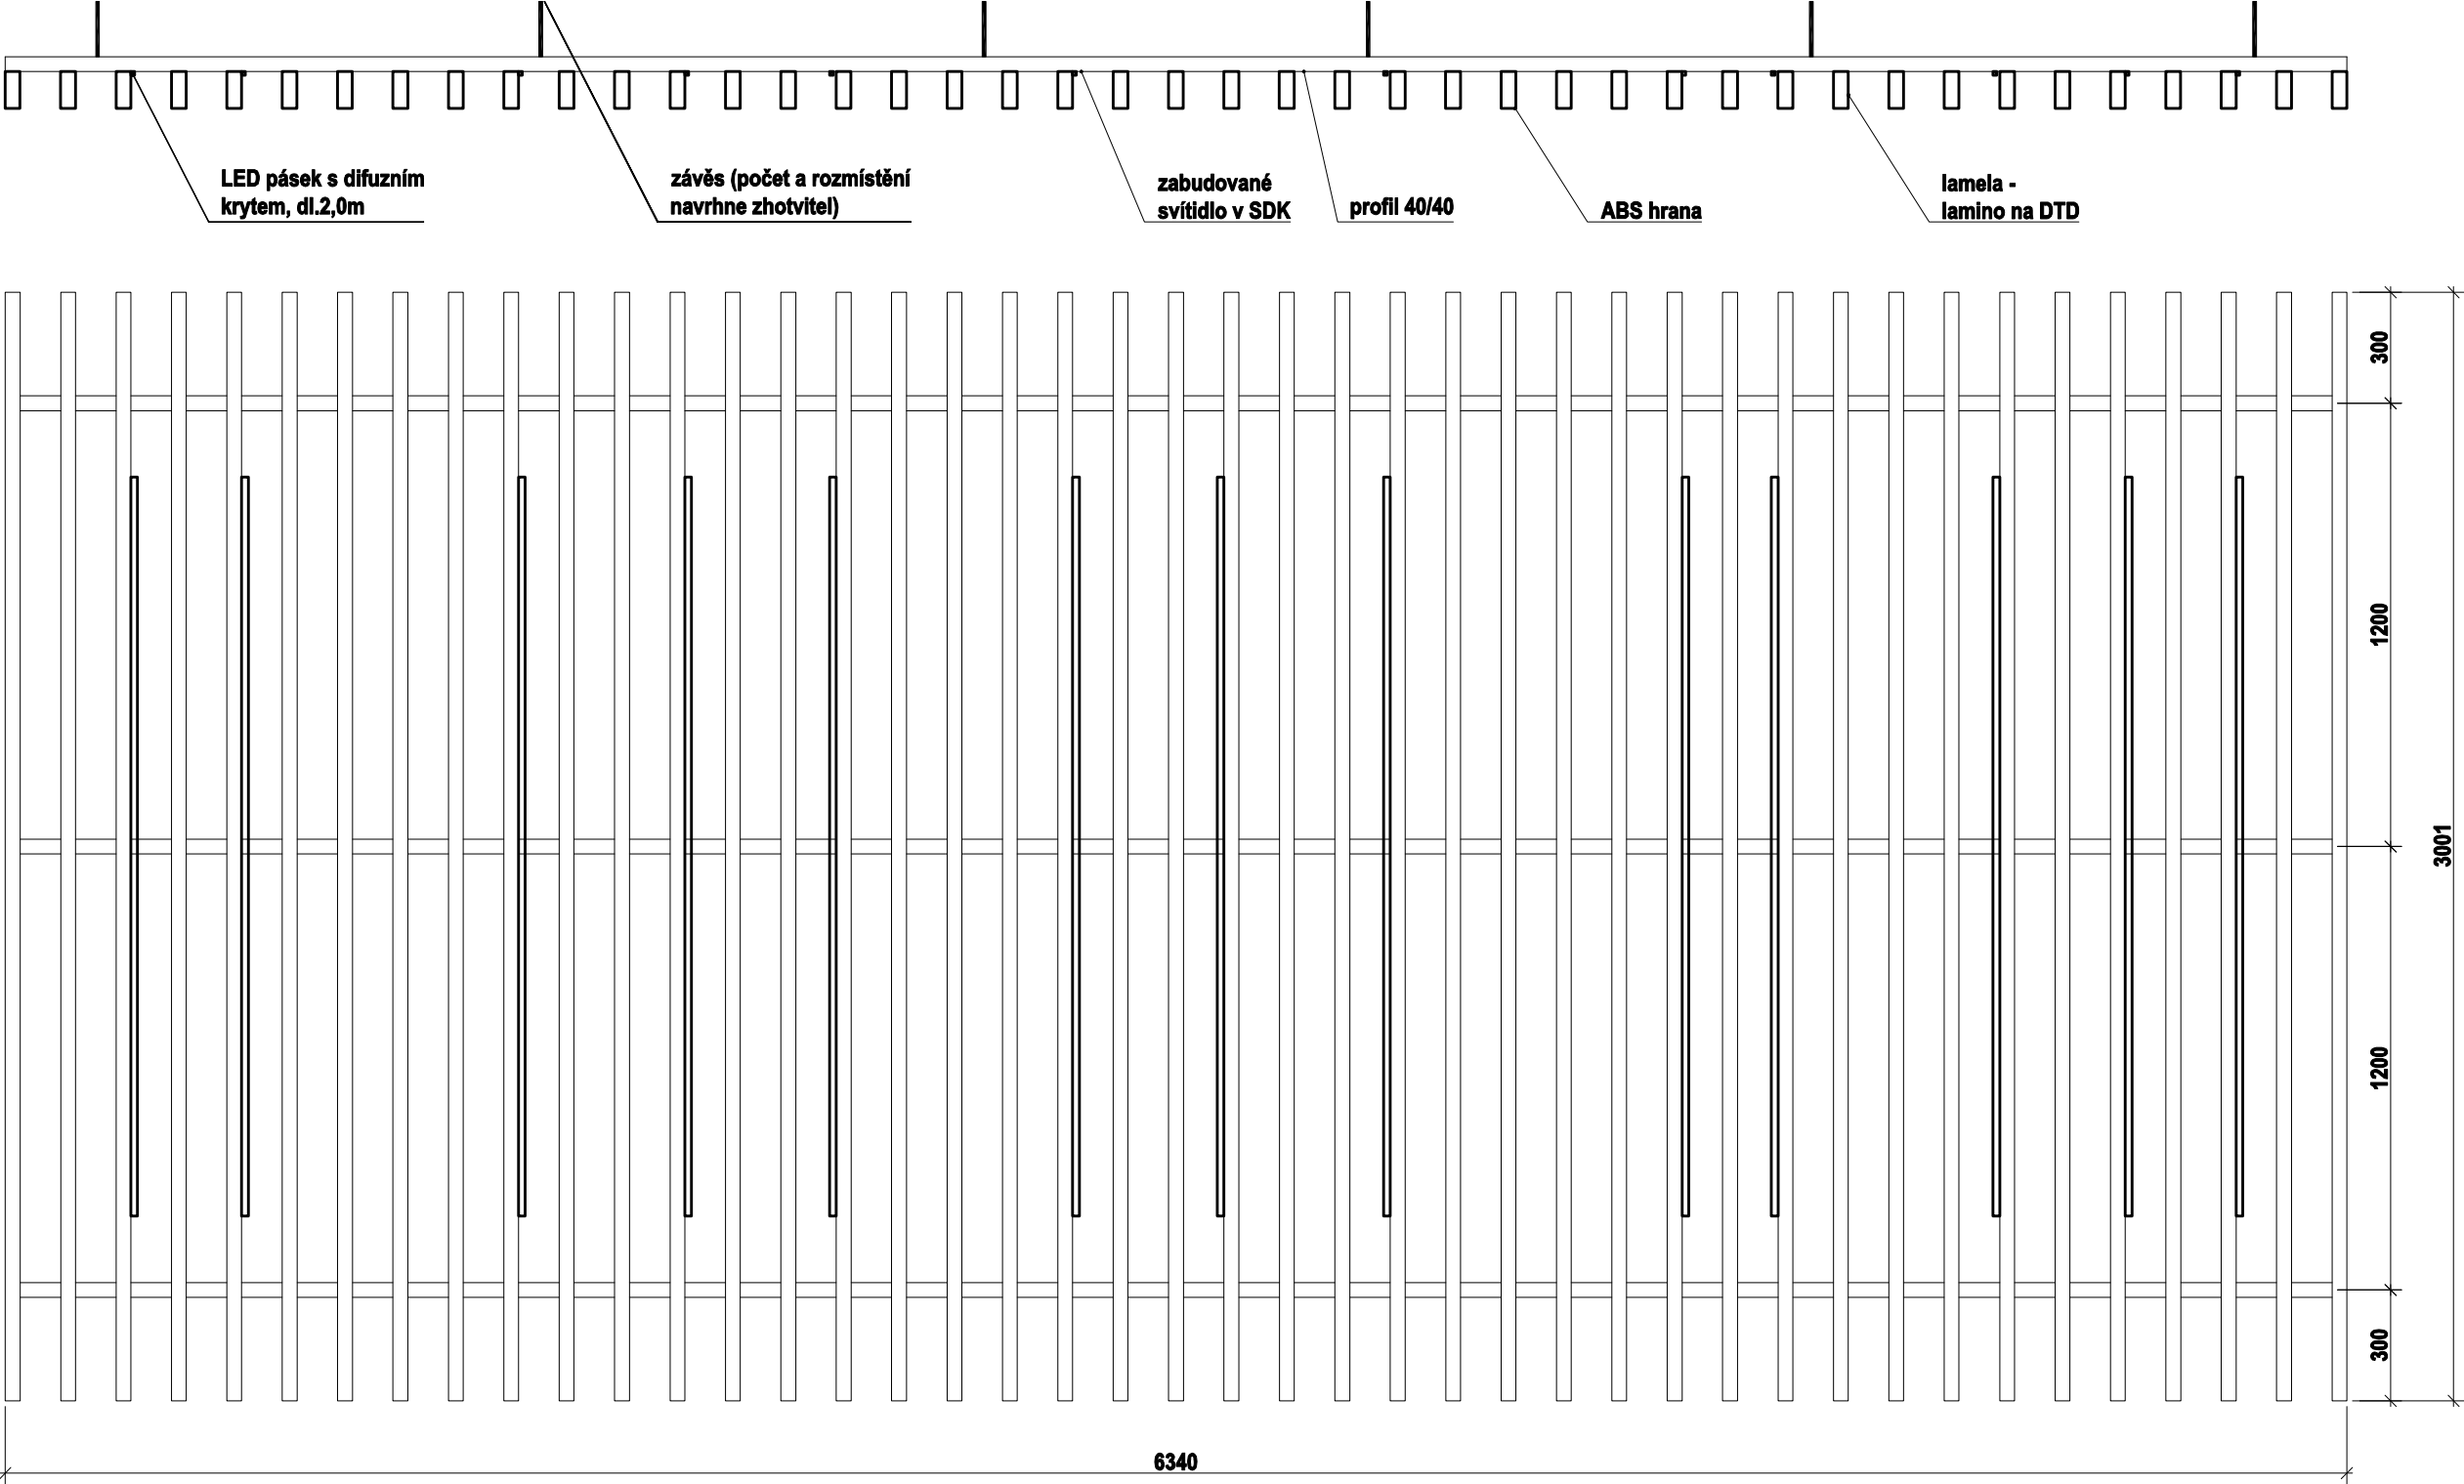 LED pásek s difuzním
krytem, dl.2,0m
závěs (počet a rozmístění
navrhne zhotvitel)
zabudované
svítidlo v SDK
profil 40/40
ABS hrana
lamela -
lamino na DTD
300
1200
3001
1200
300
6340